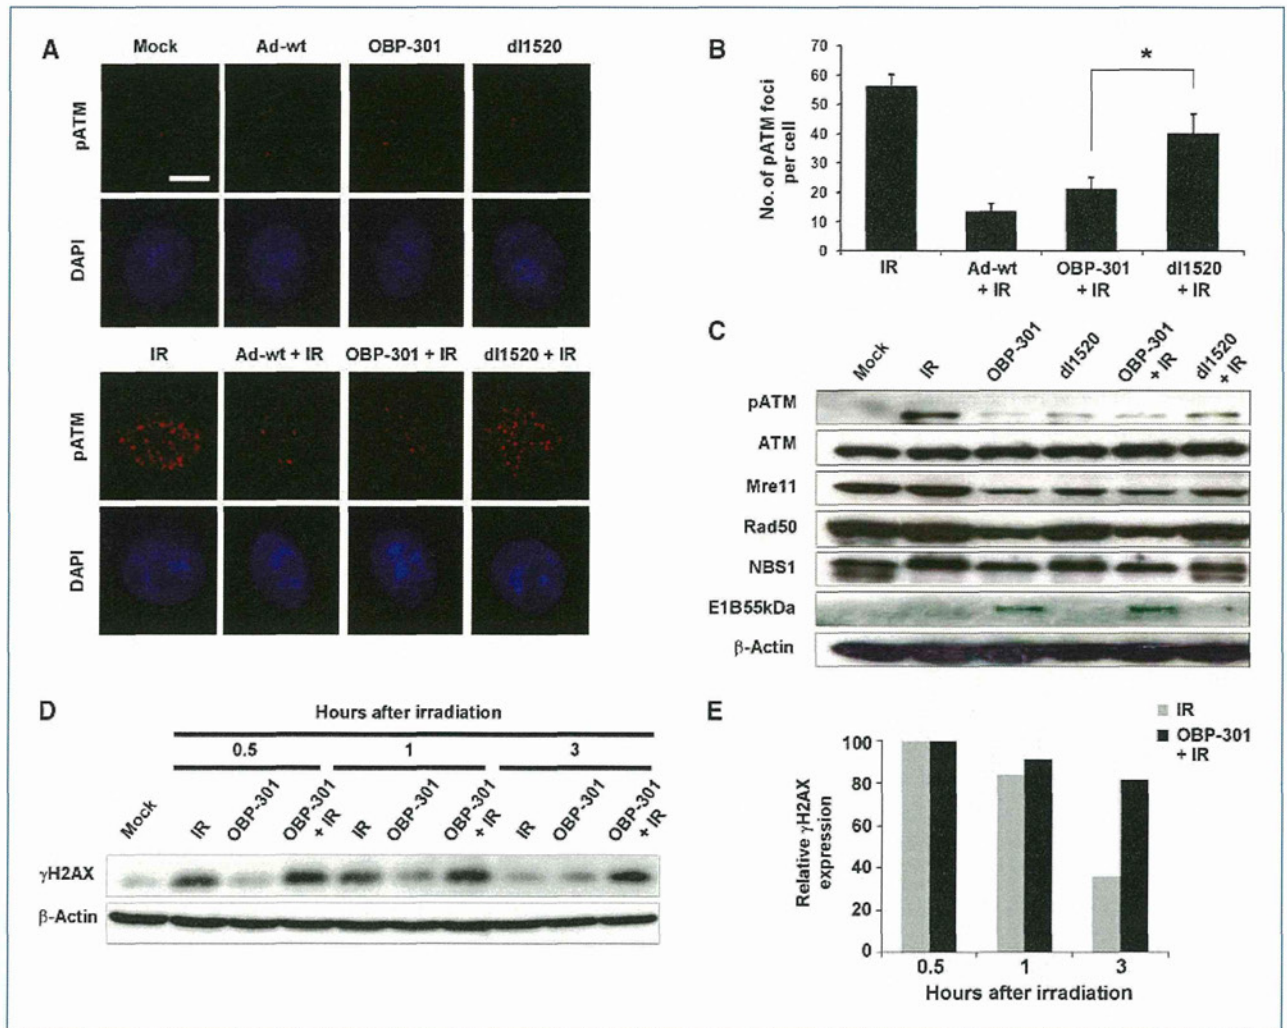 A
Mock Ad-wt OBP-301 dl1520
pATM
DAPI
IR Ad-wt + IR OBP-301 + IR dl1520 + IR
pATM
DAPI
B
No. of pATM foci
per cell
70
60
50
40
30
20
10
0
*
IR Ad-wt OBP-301 dl1520
+ IR + IR + IR
C
Mock IR OBP-301 dl1520 OBP-301 + IR dl1520 + IR
pATM
ATM
Mre11
Rad50
NBS1
E1B55kDa
β-Actin
D
Hours after irradiation
0.5 1 3
Mock IR OBP-301 OBP-301 + IR IR OBP-301 OBP-301 + IR IR OBP-301 OBP-301 + IR
γH2AX
β-Actin
E
IR
OBP-301
+ IR
Relative γH2AX
expression
100
80
60
40
20
0
0.5 1 3
Hours after irradiation